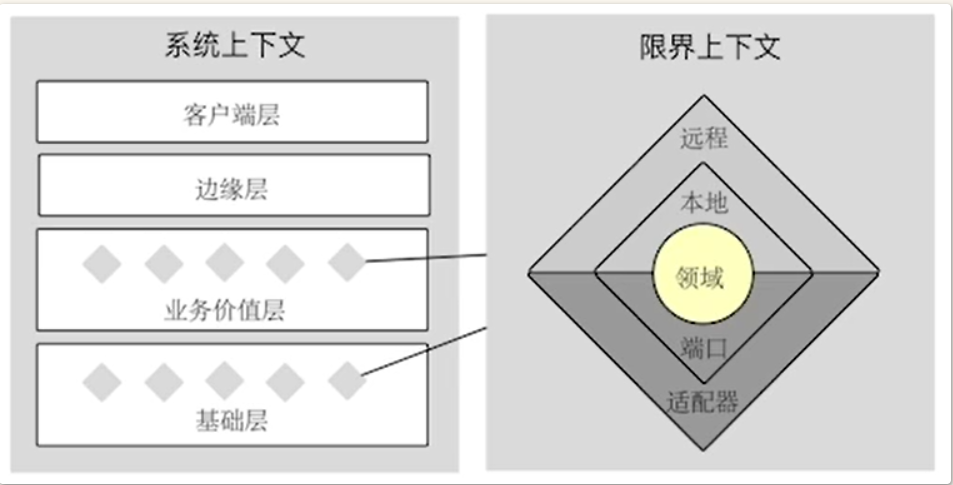 系统上下文
客户端层
边缘层
业务价值层
基础层
限界上下文
远程
本地
领域
端口
适配器